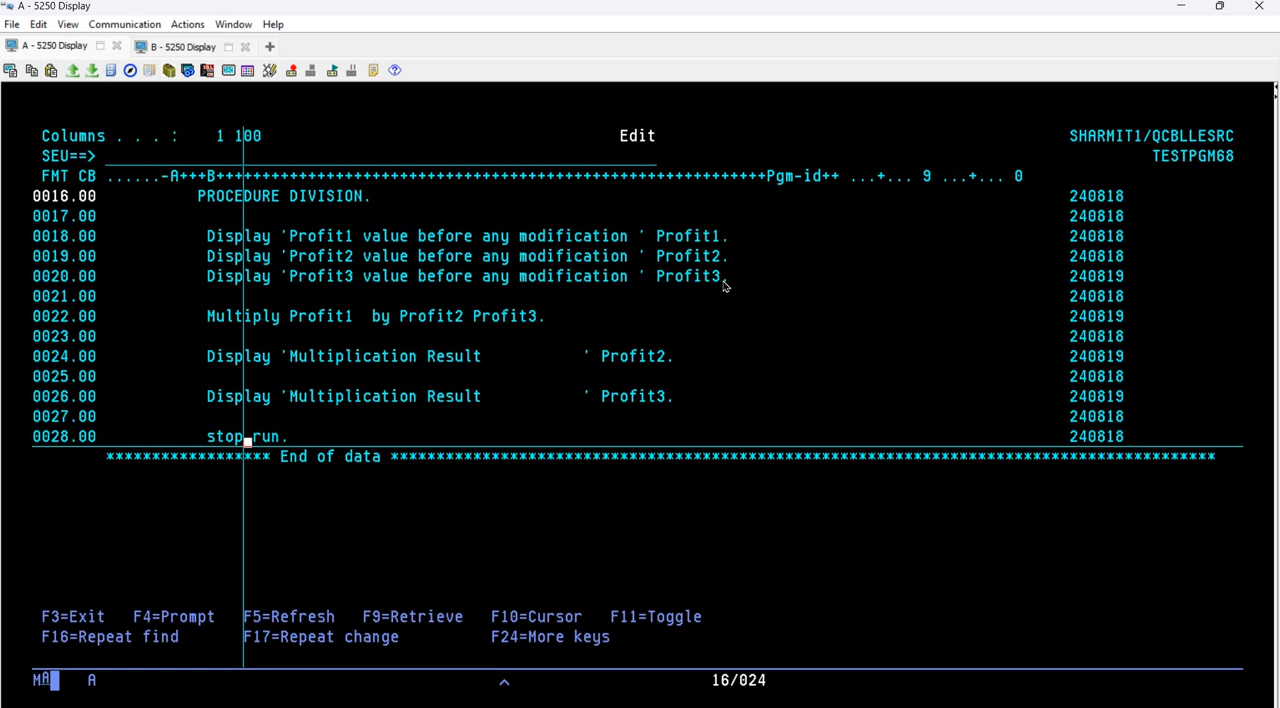 A - 5250 Display
File Edit View Communication Actions Window Help
A - 5250 Display B - 5250 Display
Columns . . . : 1 100 Edit SHARMIT1/QCBLLESRC
SEU==> TESTPGM68
FMT CB ......-A+++B++++++++++++++++++++++++++++++++++++++++++++++++++++++++++++Pgm-id++ ...+... 9 ...+... 0
0016.00 PROCEDURE DIVISION. 240818
0017.00 240818
0018.00 Display 'Profit1 value before any modification ' Profit1. 240818
0019.00 Display 'Profit2 value before any modification ' Profit2. 240818
0020.00 Display 'Profit3 value before any modification ' Profit3. 240819
0021.00 240818
0022.00 Multiply Profit1  by Profit2 Profit3. 240819
0023.00 240818
0024.00 Display 'Multiplication Result           ' Profit2. 240819
0025.00 240818
0026.00 Display 'Multiplication Result           ' Profit3. 240819
0027.00 240818
0028.00 stop run. 240818
****************** End of data ******************************************************************************************
F3=Exit F4=Prompt F5=Refresh F9=Retrieve F10=Cursor F11=Toggle
F16=Repeat find F17=Repeat change F24=More keys
MA A 16/024